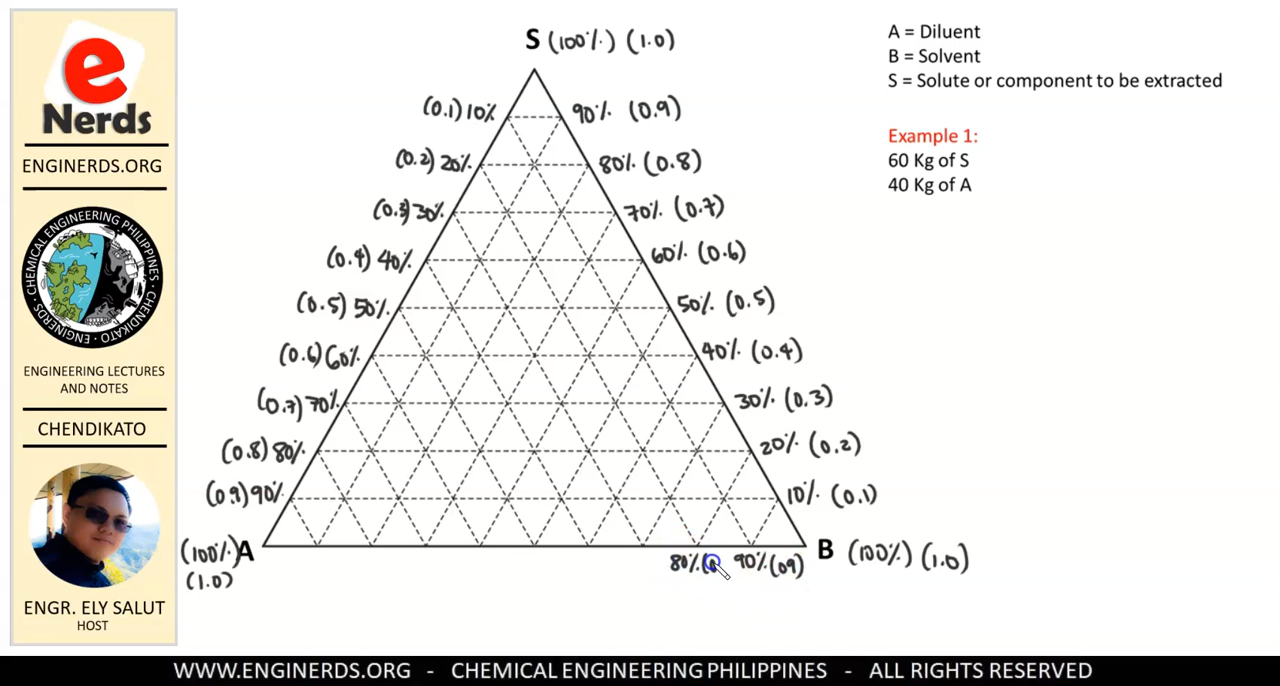 e
Nerds
ENGINERDS.ORG
CHEMICAL ENGINEERING PHILIPPINES · CHENDIKATO · ENGINERDS ·
ENGINEERING LECTURES
AND NOTES
CHENDIKATO
ENGR. ELY SALUT
HOST
S (100%) (1.0)
(0.1) 10% 90% (0.9)
(0.2) 20% 80% (0.8)
(0.3) 30% 70% (0.7)
(0.4) 40% 60% (0.6)
(0.5) 50% 50% (0.5)
(0.6) 60% 40% (0.4)
(0.7) 70% 30% (0.3)
(0.8) 80% 20% (0.2)
(0.9) 90% 10% (0.1)
(100%) A B (100%) (1.0)
(1.0)
80% (0 90% (09)
A = Diluent
B = Solvent
S = Solute or component to be extracted
Example 1:
60 Kg of S
40 Kg of A
WWW.ENGINERDS.ORG - CHEMICAL ENGINEERING PHILIPPINES - ALL RIGHTS RESERVED